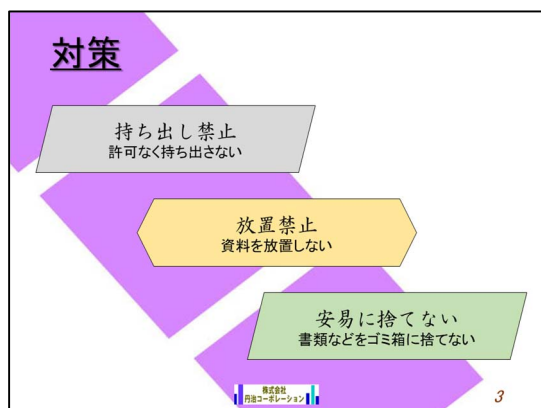 対策
持ち出し禁止
許可なく持ち出さない
放置禁止
資料を放置しない
安易に捨てない
書類などをゴミ箱に捨てない
株式会社
丹治コーポレーション
3